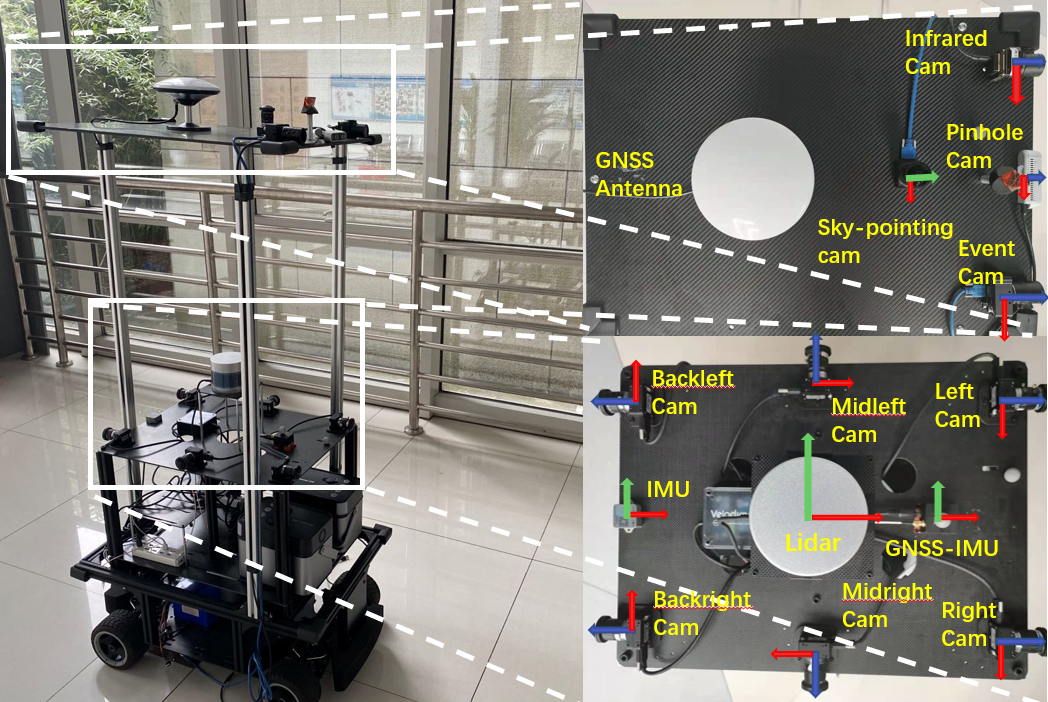 Infrared
Cam
Pinhole
Cam
GNSS
Antenna
Sky-pointing
cam
Event
Cam
Backleft
Cam
Midleft
Cam
Left
Cam
IMU
Velodyne
Lidar
GNSS-IMU
Backright
Cam
Midright
Cam
Right
Cam